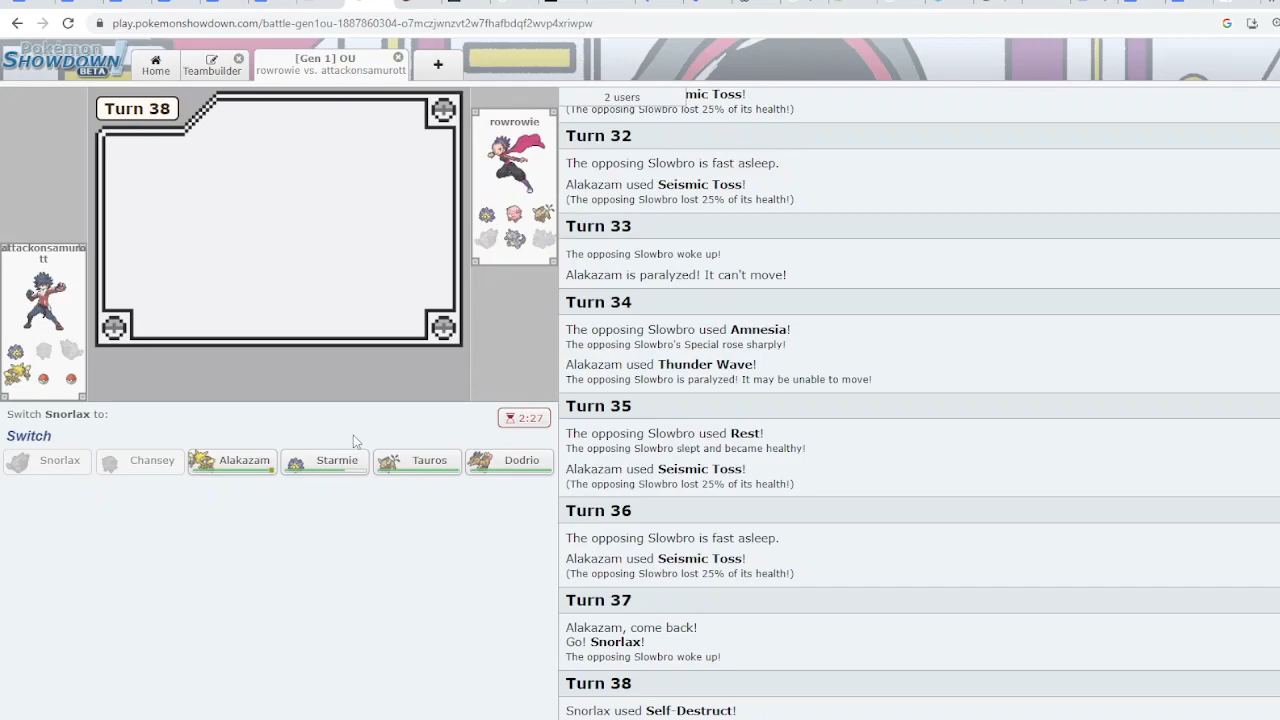 play.pokemonshowdown.com/battle-gen1ou-1887860304-o7mczjwnzvt2w7fhafbdqf2wvp4xriwpw
Pokémon
SHOWDOWN!
BETA
Home
Teambuilder
[Gen 1] OU
rowrowie vs. attackonsamurott
+
Turn 38
rowrowie
attackonsamuro
tt
2 users
mic Toss!
(The opposing Slowbro lost 25% of its health!)
Turn 32
The opposing Slowbro is fast asleep.
Alakazam used Seismic Toss!
(The opposing Slowbro lost 25% of its health!)
Turn 33
The opposing Slowbro woke up!
Alakazam is paralyzed! It can't move!
Turn 34
The opposing Slowbro used Amnesia!
The opposing Slowbro's Special rose sharply!
Alakazam used Thunder Wave!
The opposing Slowbro is paralyzed! It may be unable to move!
Turn 35
The opposing Slowbro used Rest!
The opposing Slowbro slept and became healthy!
Alakazam used Seismic Toss!
(The opposing Slowbro lost 25% of its health!)
Turn 36
The opposing Slowbro is fast asleep.
Alakazam used Seismic Toss!
(The opposing Slowbro lost 25% of its health!)
Turn 37
Alakazam, come back!
Go! Snorlax!
The opposing Slowbro woke up!
Turn 38
Snorlax used Self-Destruct!
Switch Snorlax to:
2:27
Switch
Snorlax
Chansey
Alakazam
Starmie
Tauros
Dodrio